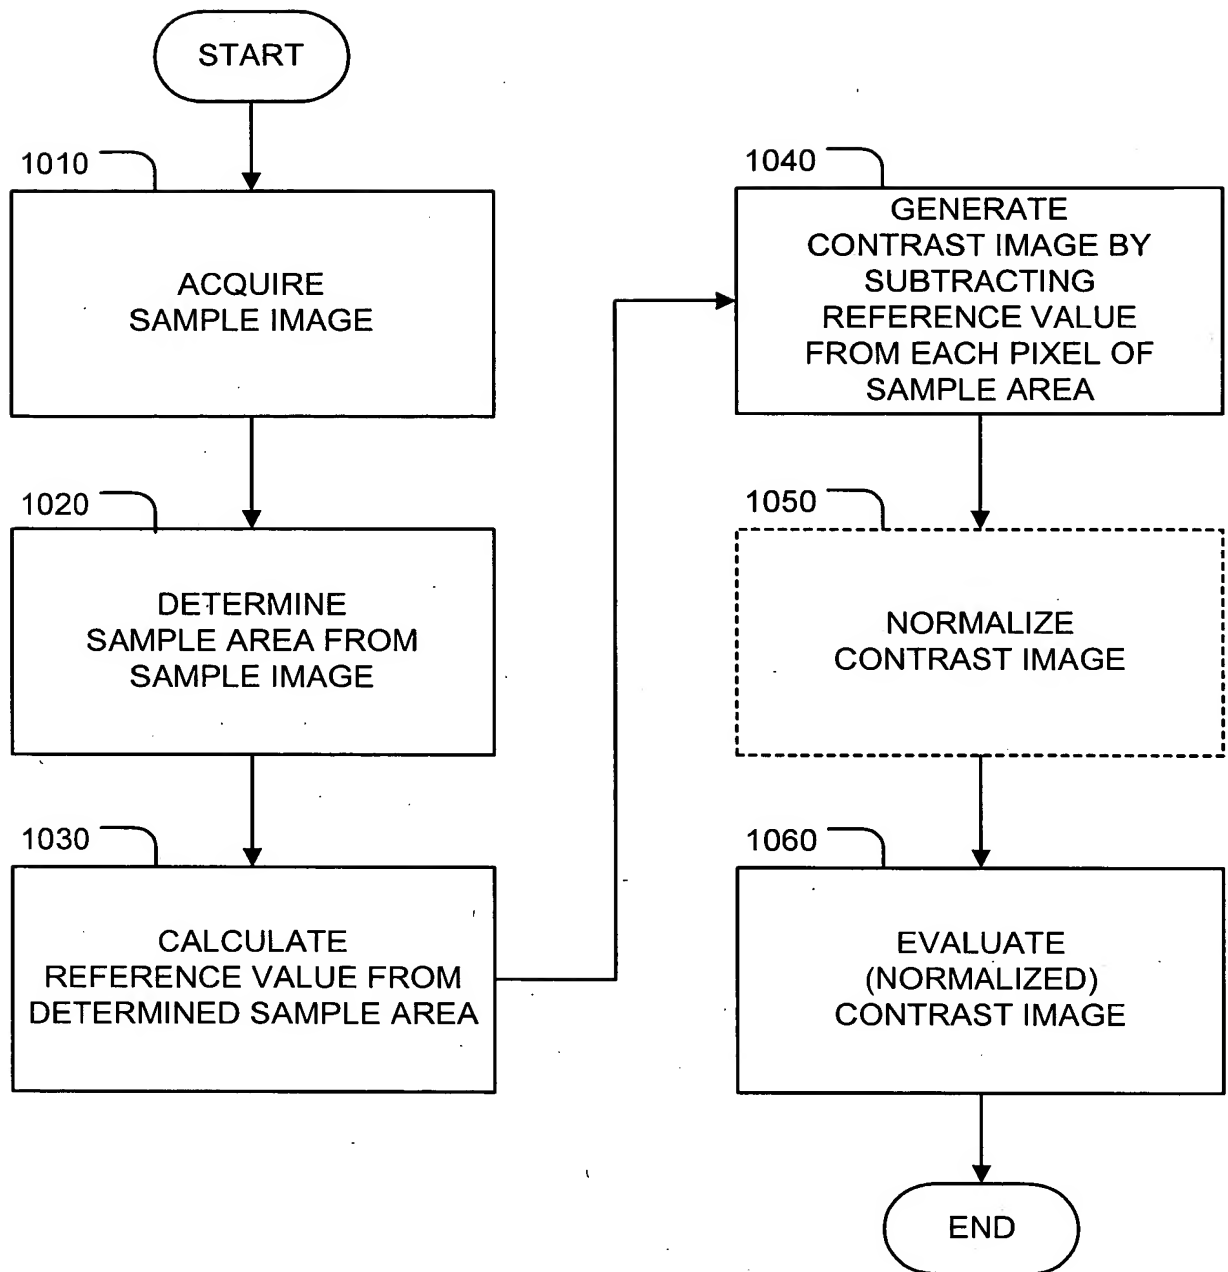 START
1010
ACQUIRE
SAMPLE IMAGE
1020
DETERMINE
SAMPLE AREA FROM
SAMPLE IMAGE
1030
CALCULATE
REFERENCE VALUE FROM
DETERMINED SAMPLE AREA
1040
GENERATE
CONTRAST IMAGE BY
SUBTRACTING
REFERENCE VALUE
FROM EACH PIXEL OF
SAMPLE AREA
1050
NORMALIZE
CONTRAST IMAGE
1060
EVALUATE
(NORMALIZED)
CONTRAST IMAGE
END